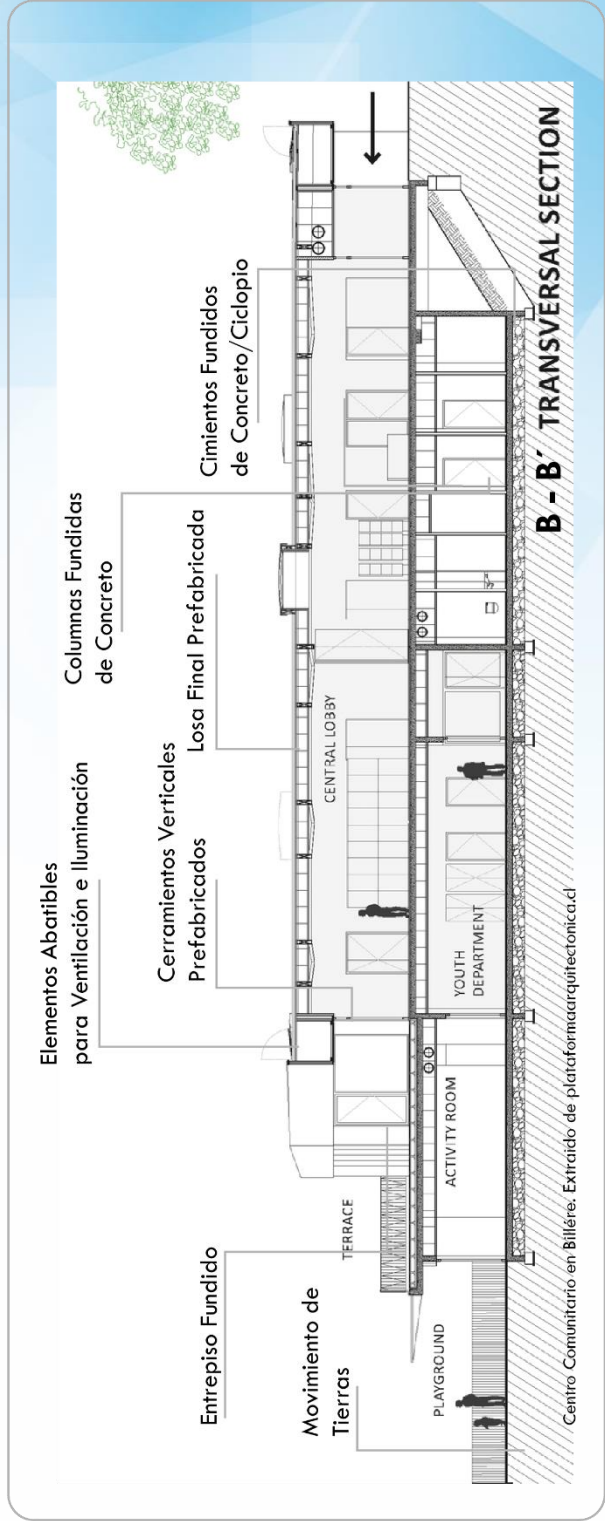 Elementos Abatibles
para Ventilación e Iluminación
Columnas Fundidas
de Concreto
Cerramientos Verticales
Prefabricados
Losa Final Prefabricada
Cimientos Fundidos
de Concreto/Ciclopio
Entrepiso Fundido
Movimiento de
Tierras
TERRACE
CENTRAL LOBBY
PLAYGROUND
ACTIVITY ROOM
YOUTH
DEPARTMENT
B - B´ TRANSVERSAL SECTION
Centro Comunitario en Billére. Extraido de plataformaarquitectonica.cl